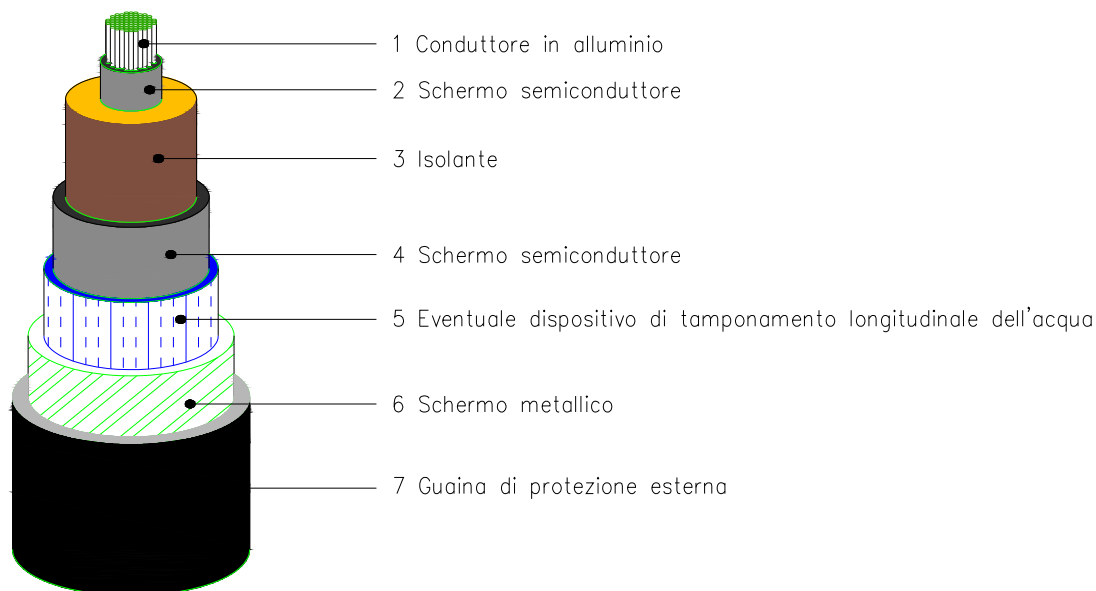 1 Conduttore in alluminio
2 Schermo semiconduttore
3 Isolante
4 Schermo semiconduttore
5 Eventuale dispositivo di tamponamento longitudinale dell'acqua
6 Schermo metallico
7 Guaina di protezione esterna